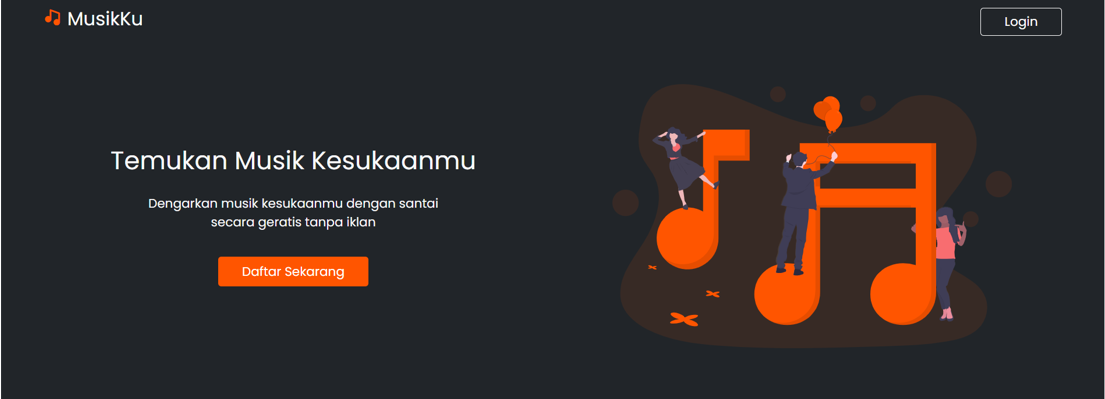 MusikKu
Login
Temukan Musik Kesukaanmu
Dengarkan musik kesukaanmu dengan santai
secara geratis tanpa iklan
Daftar Sekarang